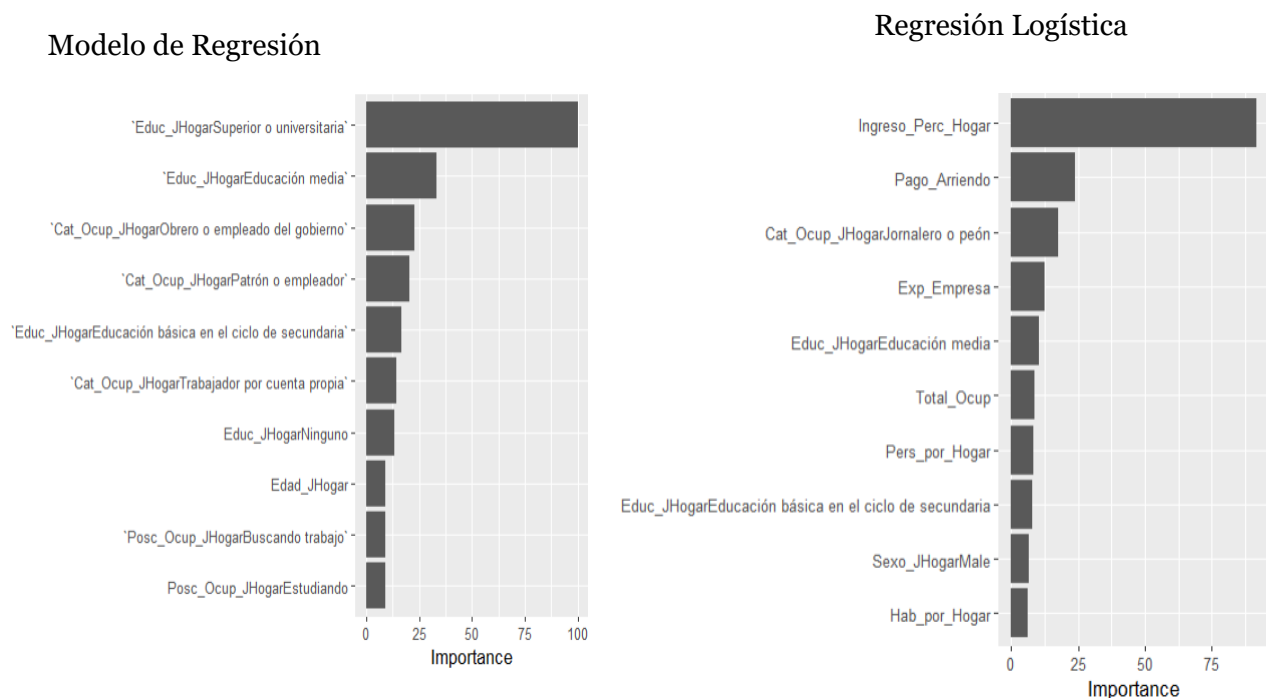 Modelo de Regresión
`Educ_JHogarSuperior o universitaria`
`Educ_JHogarEducación media`
`Cat_Ocup_JHogarObrero o empleado del gobierno`
`Cat_Ocup_JHogarPatrón o empleador`
`Educ_JHogarEducación básica en el ciclo de secundaria`
`Cat_Ocup_JHogarTrabajador por cuenta propia`
Educ_JHogarNinguno
Edad_JHogar
`Posc_Ocup_JHogarBuscando trabajo`
Posc_Ocup_JHogarEstudiando
0 25 50 75 100
Importance
Regresión Logística
Ingreso_Perc_Hogar
Pago_Arriendo
Cat_Ocup_JHogarJornalero o peón
Exp_Empresa
Educ_JHogarEducación media
Total_Ocup
Pers_por_Hogar
Educ_JHogarEducación básica en el ciclo de secundaria
Sexo_JHogarMale
Hab_por_Hogar
0 25 50 75
Importance